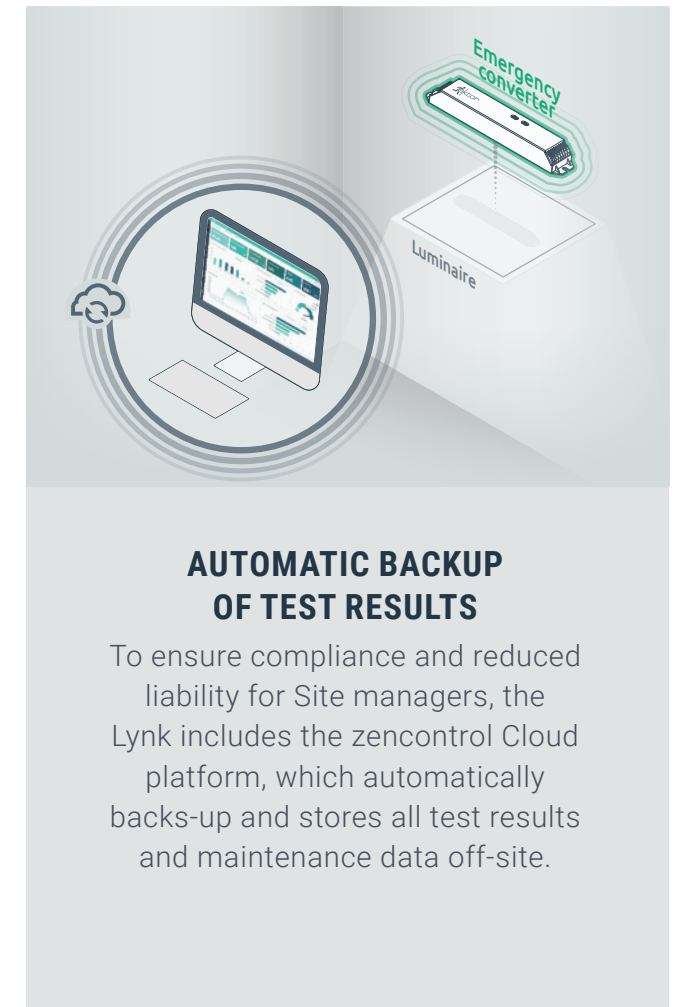 Emergency
converter
Luminaire
AUTOMATIC BACKUP
OF TEST RESULTS
To ensure compliance and reduced
liability for Site managers, the
Lynk includes the zencontrol Cloud
platform, which automatically
backs-up and stores all test results
and maintenance data off-site.